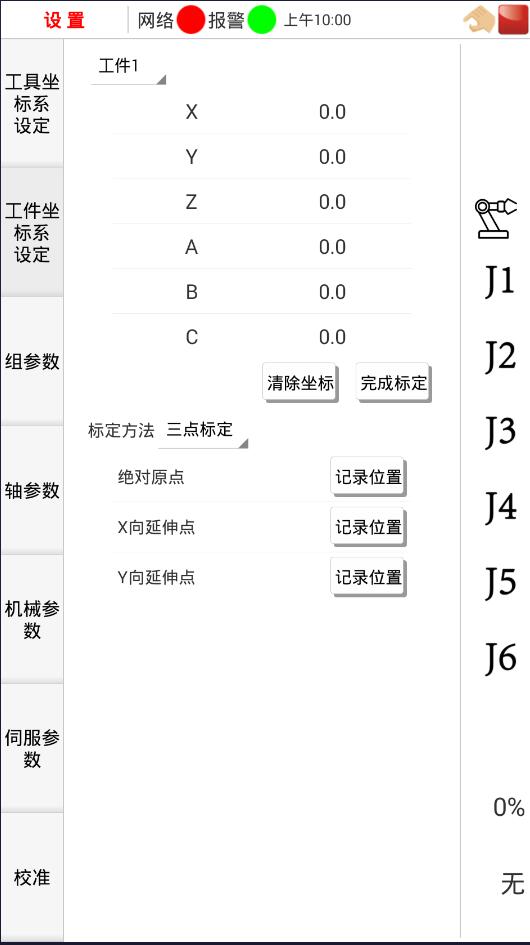 设 置 网络 报警 上午10:00
工具坐
标系
设定
工件坐
标系
设定
组参数
轴参数
机械参
数
伺服参
数
校准
工件1
X 0.0
Y 0.0
Z 0.0
A 0.0
B 0.0
C 0.0
清除坐标 完成标定
标定方法 三点标定
绝对原点 记录位置
X向延伸点 记录位置
Y向延伸点 记录位置
J1
J2
J3
J4
J5
J6
0%
无